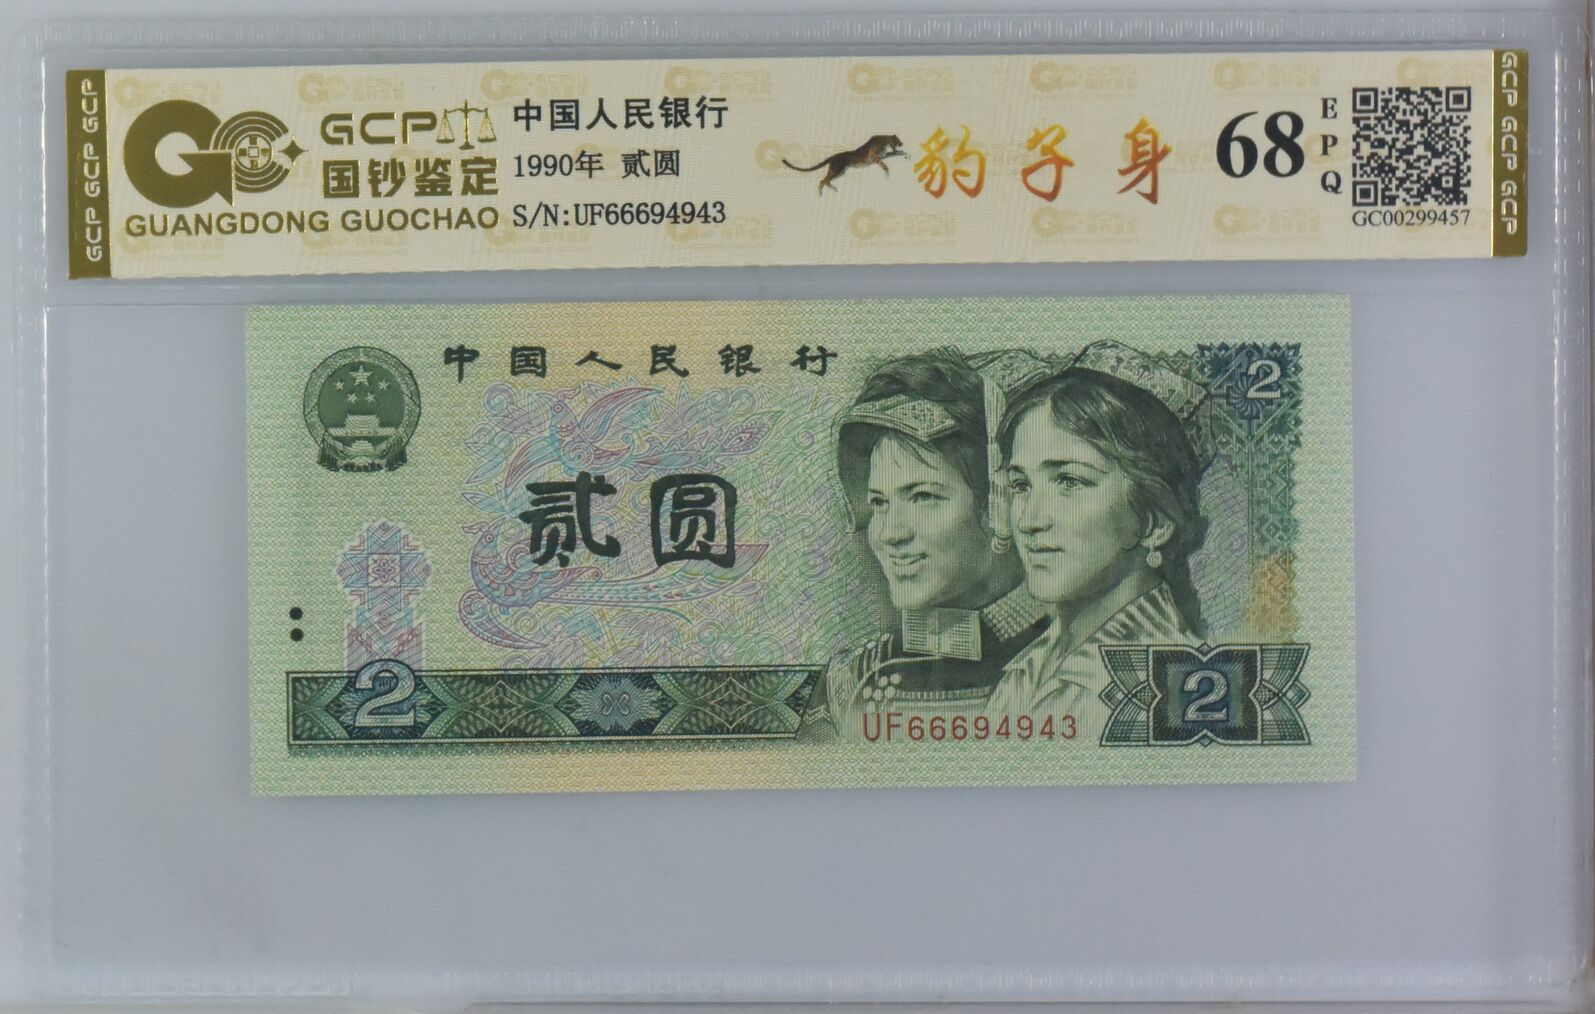 GCP GCP GCP
GCP
国钞鉴定
GUANGDONG GUOCHAO
中国人民银行
1990年 贰圆
S/N:UF66694943
豹子身
68
EPQ
GC00299457
GCP GCP GCP
中国人民银行
2
贰圆
2
UF66694943
2